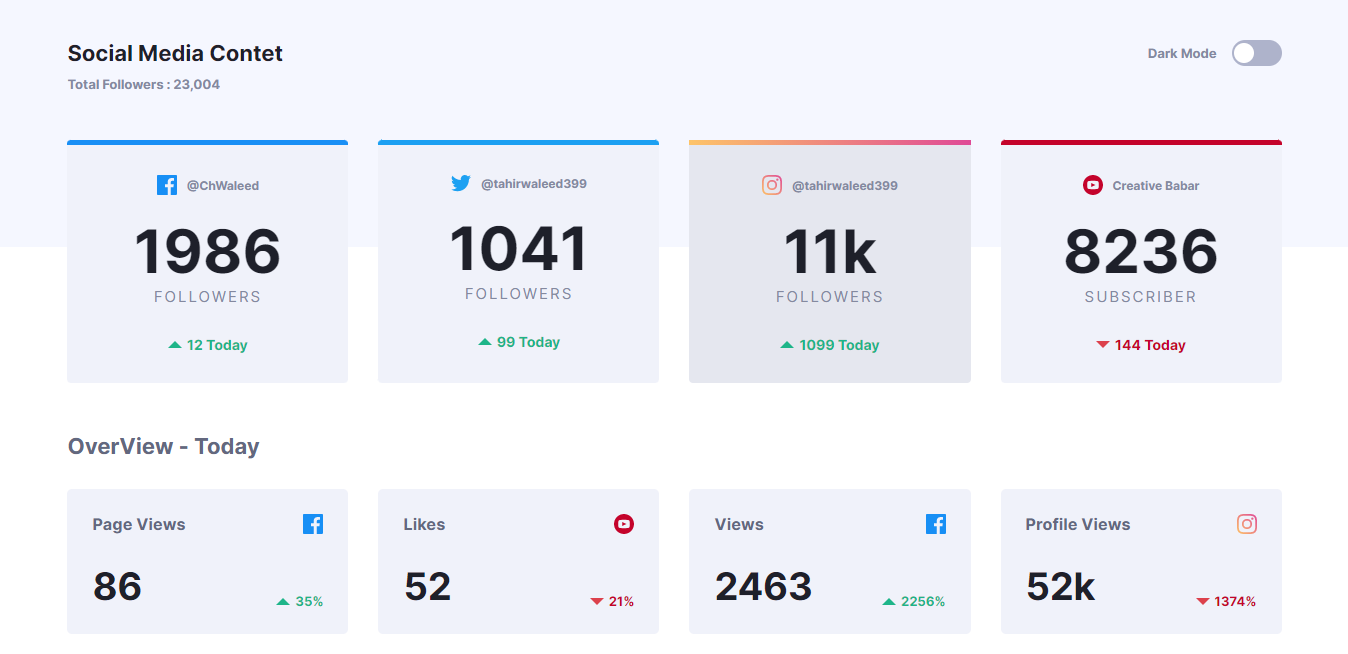 Social Media Contet
Dark Mode
Total Followers : 23,004
@ChWaleed
1986
FOLLOWERS
12 Today
@tahirwaleed399
1041
FOLLOWERS
99 Today
@tahirwaleed399
11k
FOLLOWERS
1099 Today
Creative Babar
8236
SUBSCRIBER
144 Today
OverView - Today
Page Views
86
35%
Likes
52
21%
Views
2463
2256%
Profile Views
52k
1374%